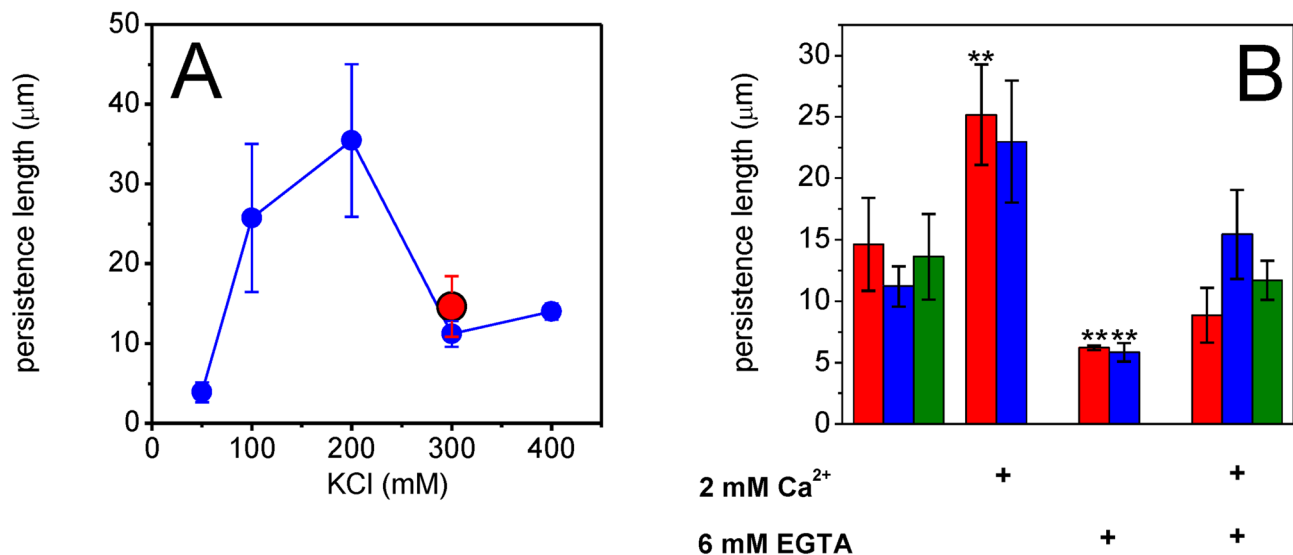 A
persistence length (μm)
50
40
30
20
10
0
0 100 200 300 400
KCl (mM)
B
persistence length (μm)
30
25
20
15
10
5
0
** ** **
2 mM Ca²⁺ + +
6 mM EGTA + +